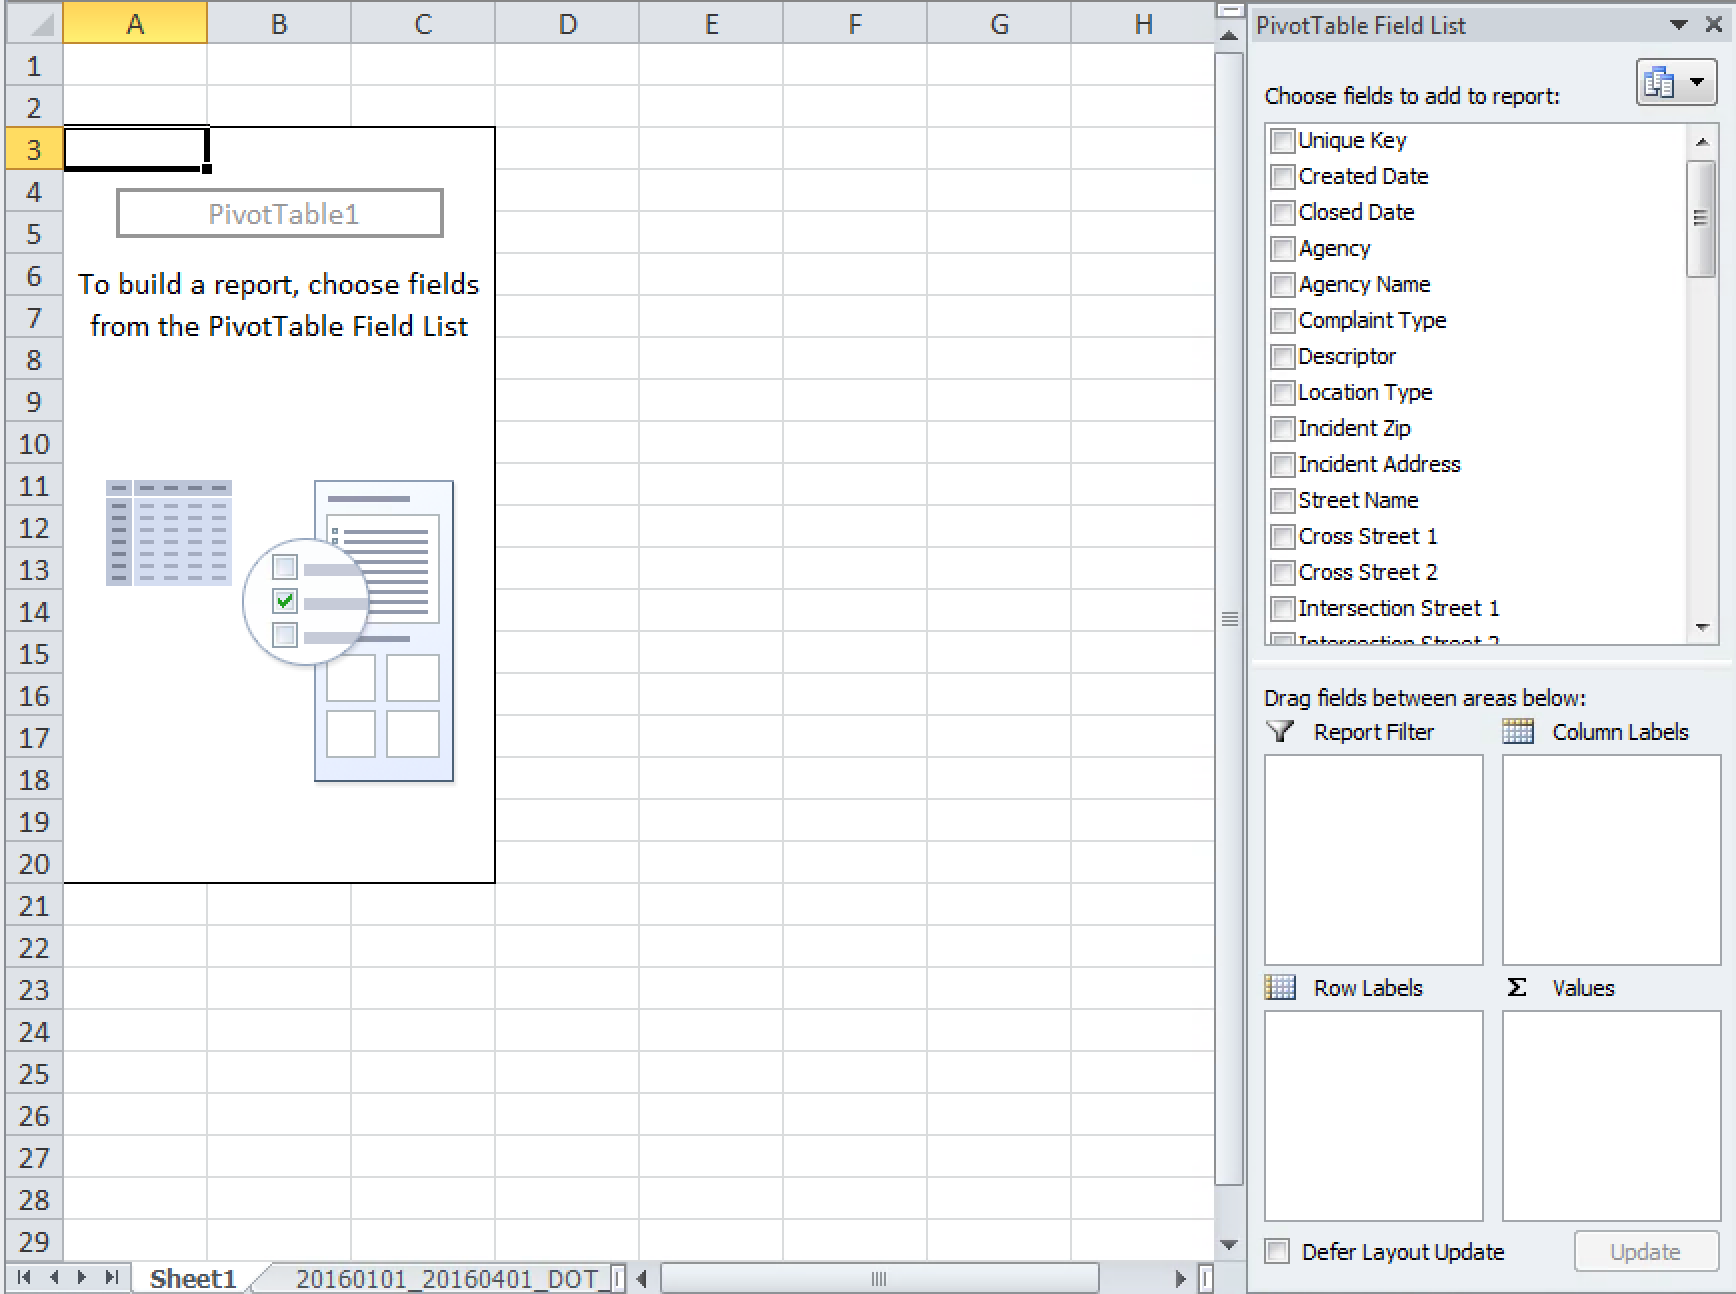 A B C D E F G H
PivotTable Field List
1
2
3
4
5
6
7
8
9
10
11
12
13
14
15
16
17
18
19
20
21
22
23
24
25
26
27
28
29
PivotTable1
To build a report, choose fields
from the PivotTable Field List
Choose fields to add to report:
Unique Key
Created Date
Closed Date
Agency
Agency Name
Complaint Type
Descriptor
Location Type
Incident Zip
Incident Address
Street Name
Cross Street 1
Cross Street 2
Intersection Street 1
Intersection Street 2
Drag fields between areas below:
Report Filter
Column Labels
Row Labels
Σ Values
Defer Layout Update
Update
Sheet1
20160101_20160401_DOT_